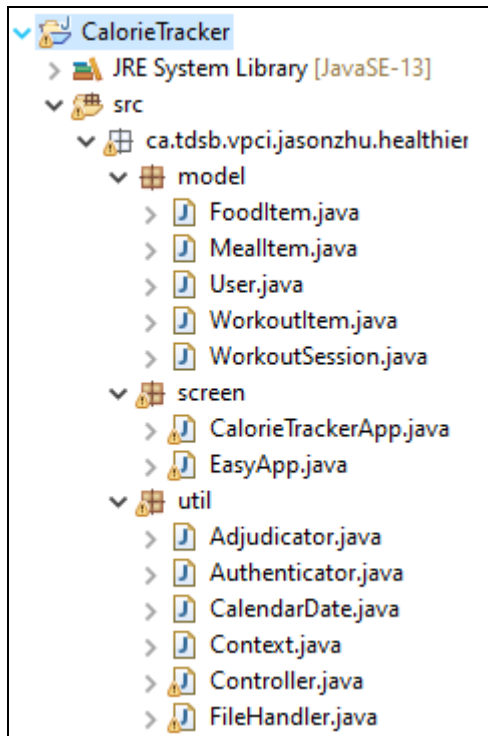 CalorieTracker
JRE System Library [JavaSE-13]
src
ca.tdsb.vpci.jasonzhu.healthier
model
FoodItem.java
MealItem.java
User.java
WorkoutItem.java
WorkoutSession.java
screen
CalorieTrackerApp.java
EasyApp.java
util
Adjudicator.java
Authenticator.java
CalendarDate.java
Context.java
Controller.java
FileHandler.java